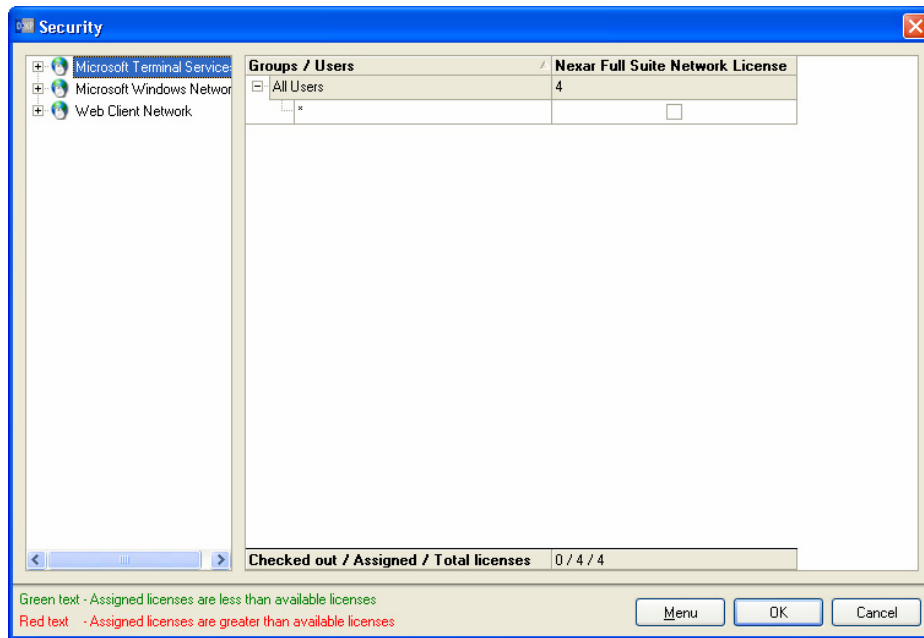 DXP Security
Microsoft Terminal Service
Microsoft Windows Networ
Web Client Network
Groups / Users Nexar Full Suite Network License
All Users 4
*
Checked out / Assigned / Total licenses 0 / 4 / 4
Green text - Assigned licenses are less than available licenses
Red text - Assigned licenses are greater than available licenses
Menu OK Cancel